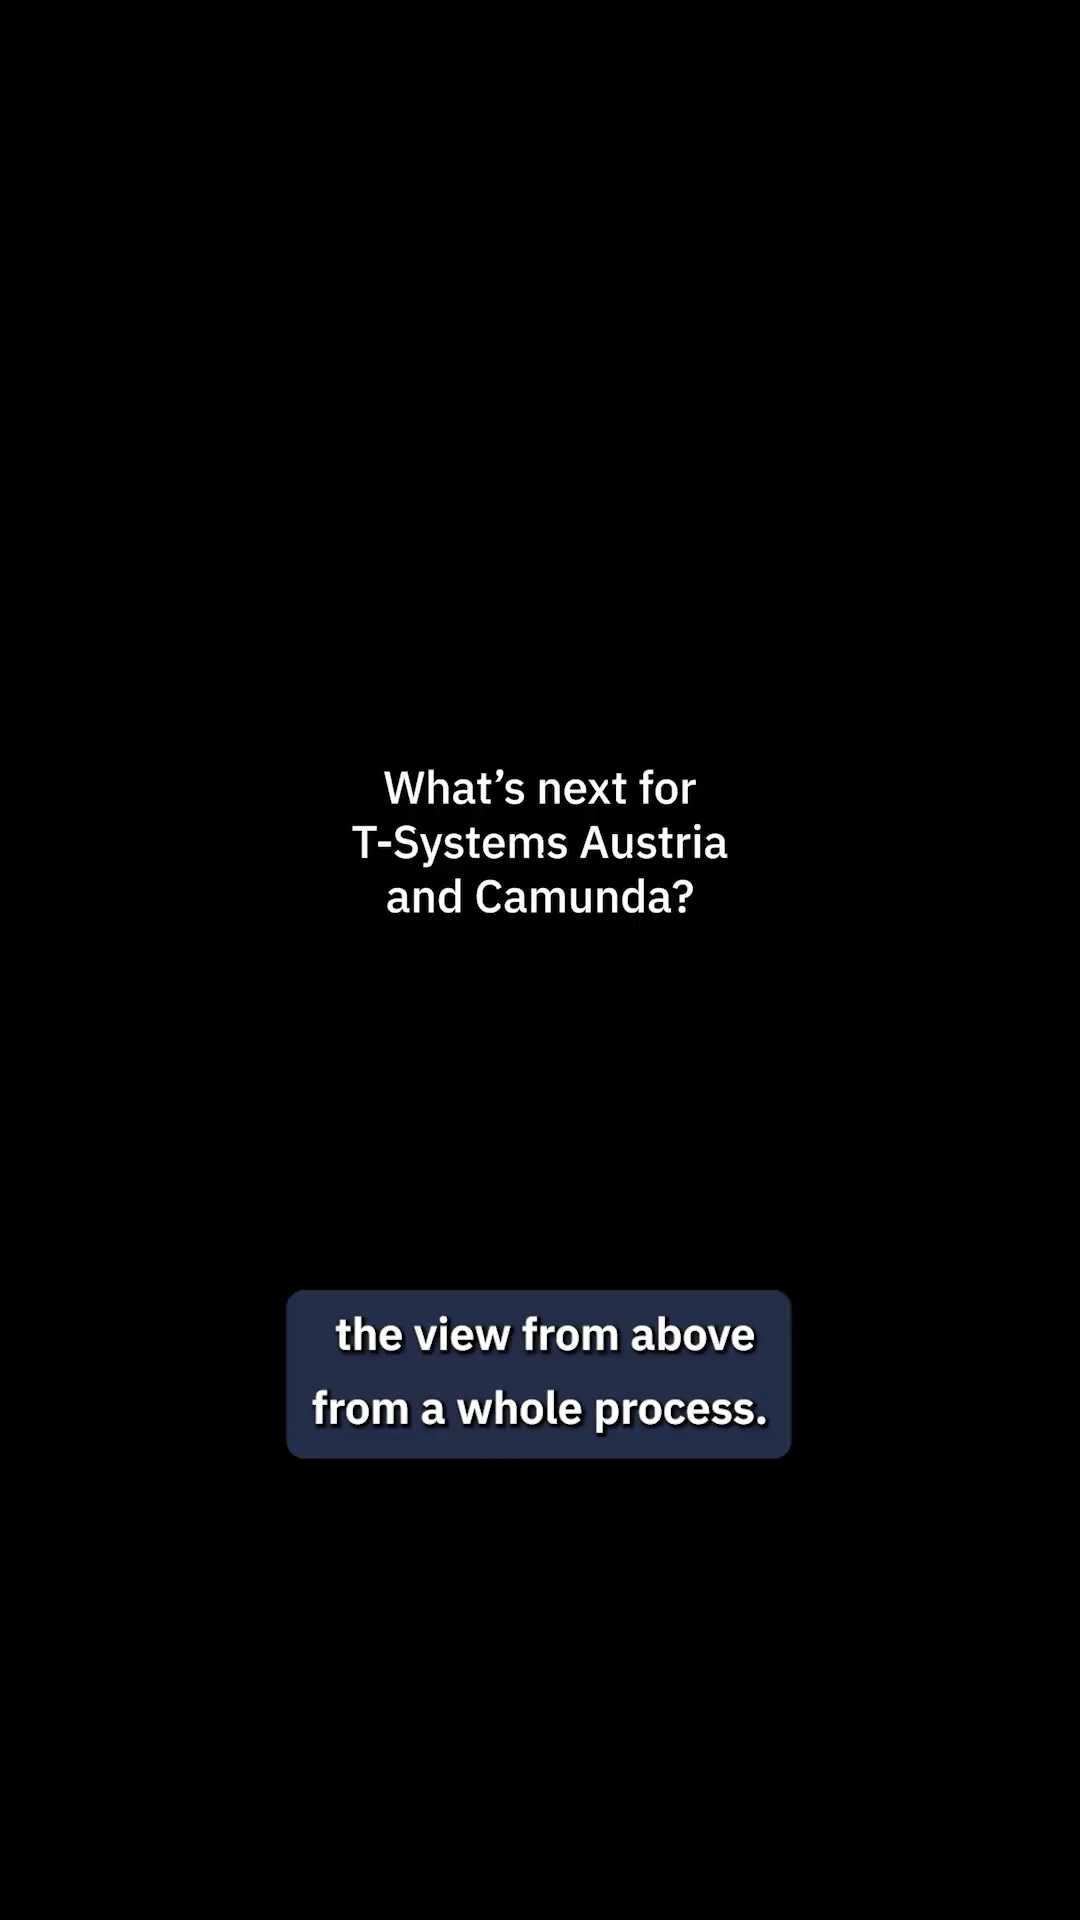 What’s next for
T-Systems Austria
and Camunda?
the view from above
from a whole process.